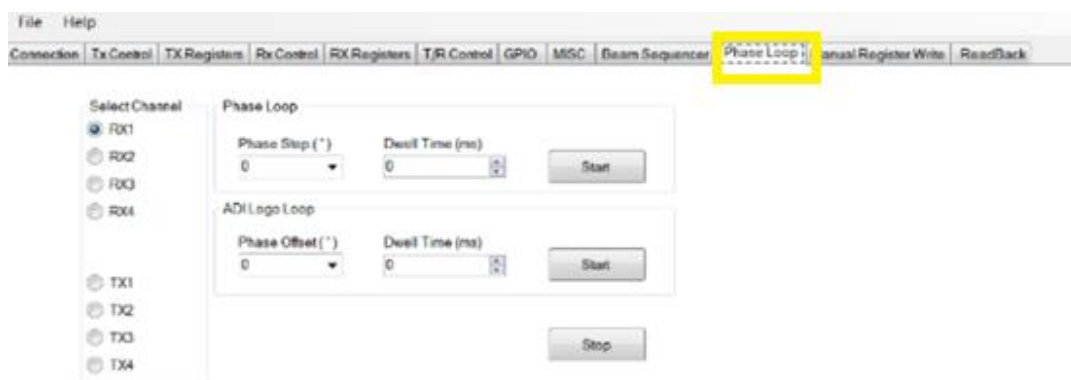 File Help
Connection Tx Control TX Registers Rx Control RX Registers T/R Control GPIO MISC Beam Sequencer Phase Loop anual Register Write ReadBack
Select Channel
RX1
RX2
RX3
RX4
TX1
TX2
TX3
TX4
Phase Loop
Phase Step (°) Dwell Time (ms)
0 0 Start
ADI Logo Loop
Phase Offset (°) Dwell Time (ms)
0 0 Start
Stop